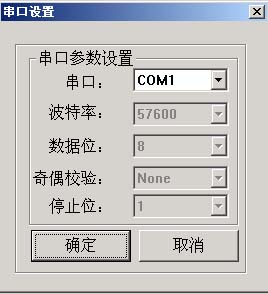 串口设置
串口参数设置
串口： COM1
波特率： 57600
数据位： 8
奇偶校验： None
停止位： 1
确定 取消